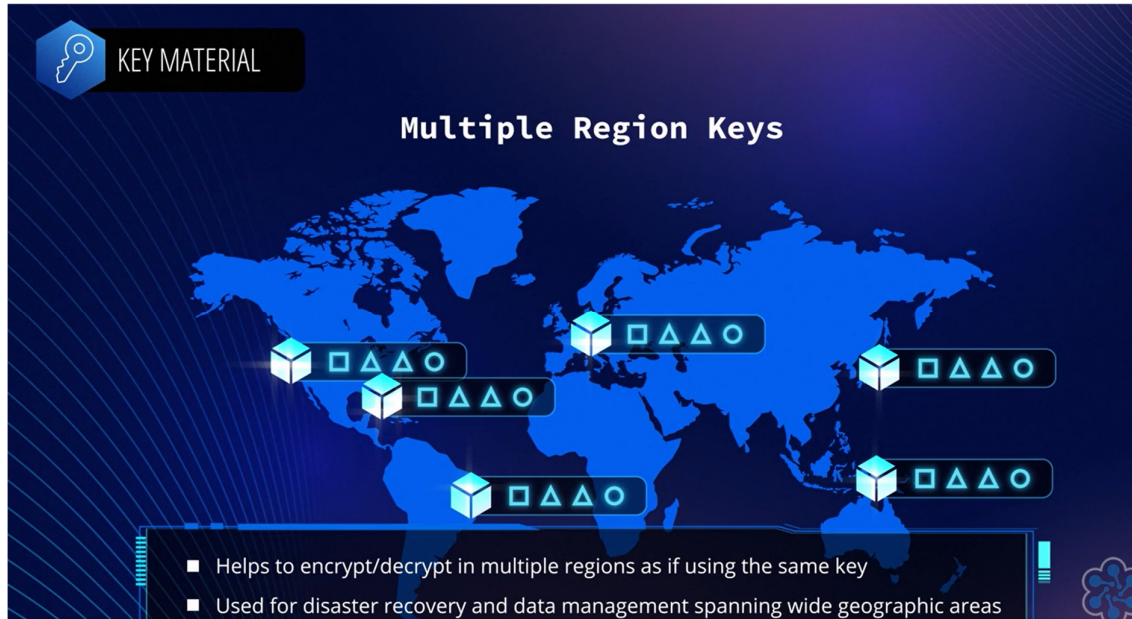 KEY MATERIAL
Multiple Region Keys
Helps to encrypt/decrypt in multiple regions as if using the same key
Used for disaster recovery and data management spanning wide geographic areas